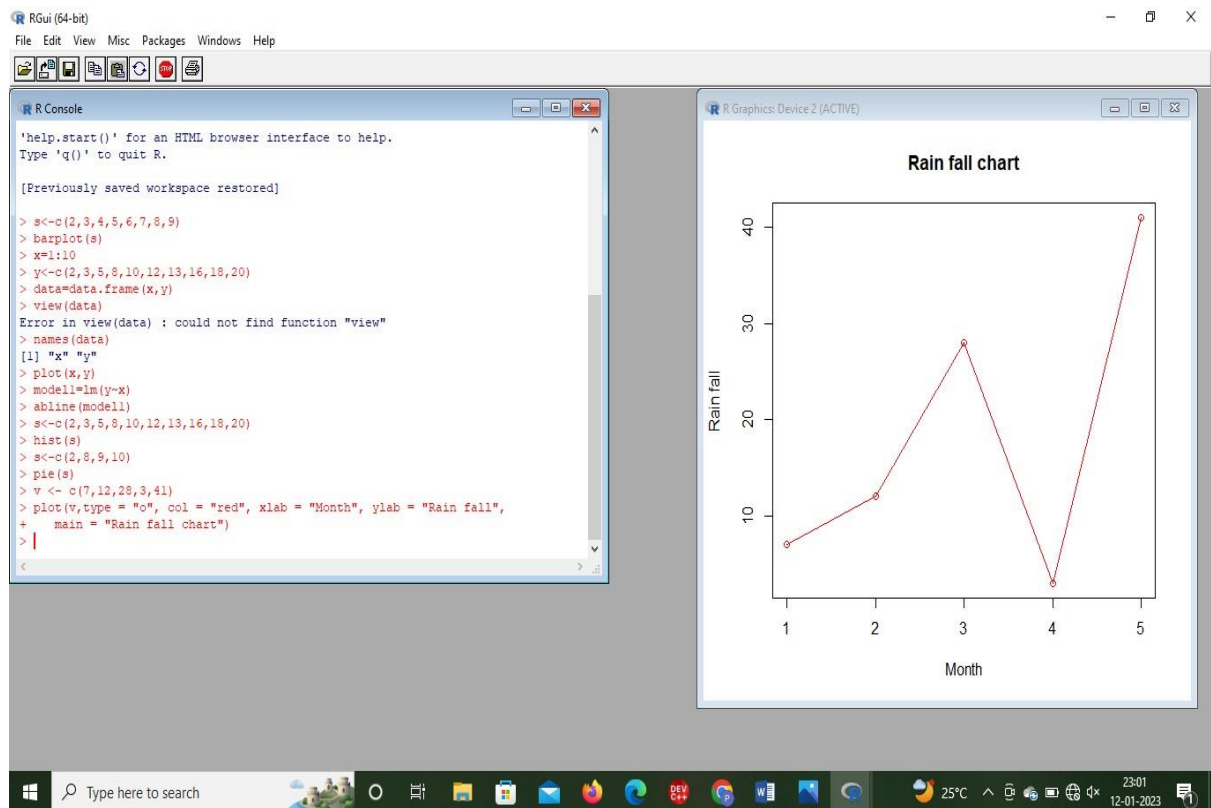 RGui (64-bit)
File Edit View Misc Packages Windows Help
STOP
R Console
'help.start()' for an HTML browser interface to help.
Type 'q()' to quit R.
[Previously saved workspace restored]
> s<-c(2,3,4,5,6,7,8,9)
> barplot(s)
> x=1:10
> y<-c(2,3,5,8,10,12,13,16,18,20)
> data=data.frame(x,y)
> view(data)
Error in view(data) : could not find function "view"
> names(data)
[1] "x" "y"
> plot(x,y)
> model1=lm(y~x)
> abline(model1)
> s<-c(2,3,5,8,10,12,13,16,18,20)
> hist(s)
> s<-c(2,8,9,10)
> pie(s)
> v <- c(7,12,28,3,41)
> plot(v,type = "o", col = "red", xlab = "Month", ylab = "Rain fall",
+    main = "Rain fall chart")
>
R Graphics: Device 2 (ACTIVE)
Rain fall chart
Rain fall
40
30
20
10
1 2 3 4 5
Month
Type here to search
DEV C++
25°C
23:01
12-01-2023